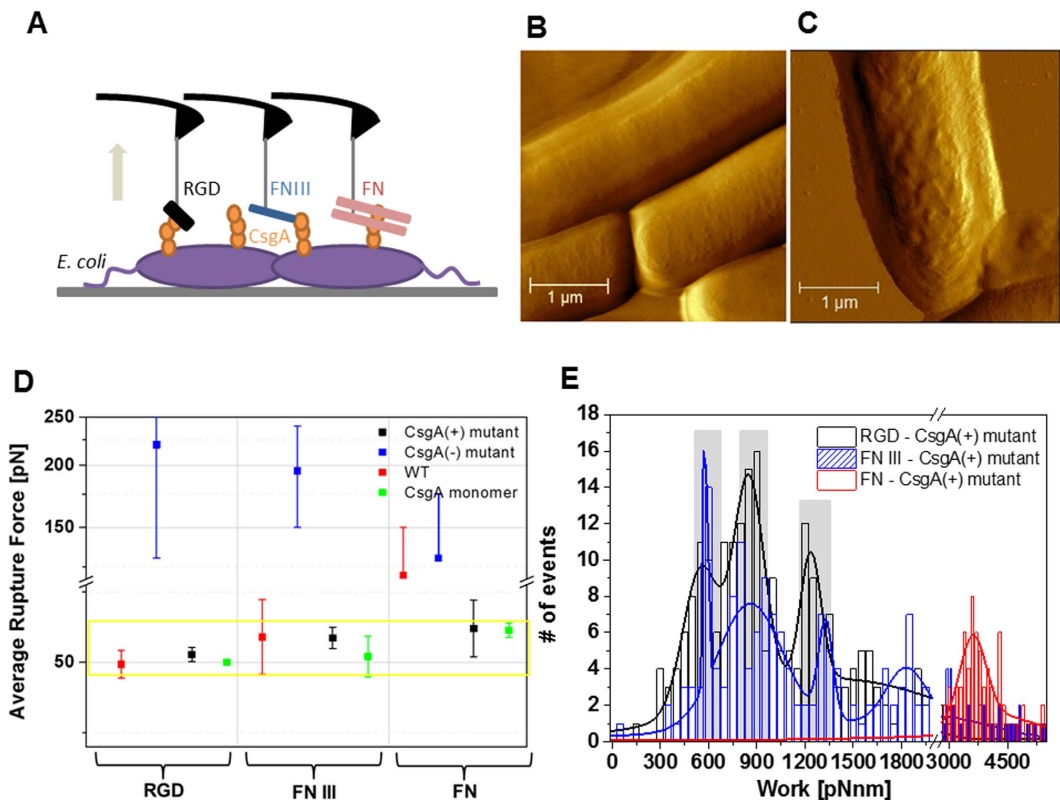 A
RGD
FNIII
FN
CsgA
E. coli
B
1 µm
C
1 µm
D
Average Rupture Force [pN]
250
200
150
50
CsgA(+) mutant
CsgA(-) mutant
WT
CsgA monomer
RGD
FN III
FN
E
# of events
18
16
14
12
10
8
6
4
2
0
RGD - CsgA(+) mutant
FN III - CsgA(+) mutant
FN - CsgA(+) mutant
0 300 600 900 1200 1500 1800 3000 4500
Work [pNnm]